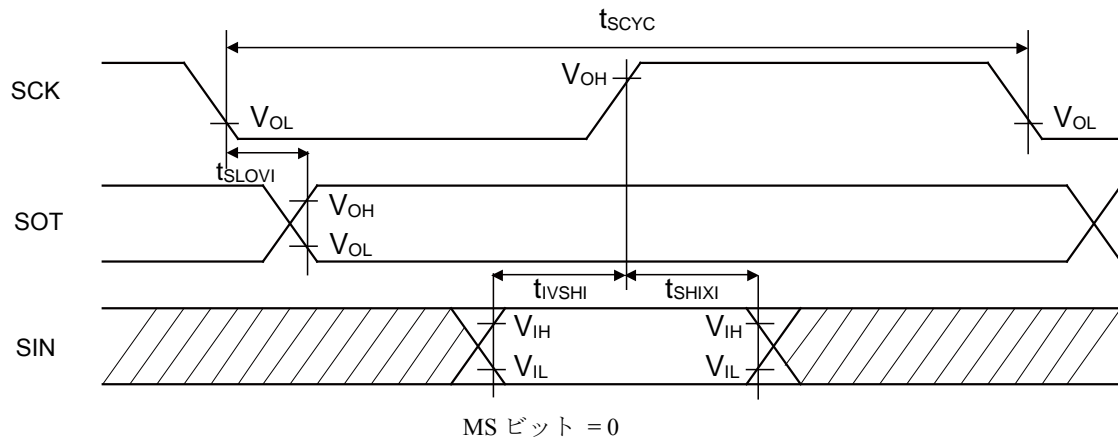 tSCYC
SCK
VOH
VOL
VOL
tSLOVI
SOT
VOH
VOL
tIVSHI
tSHIXI
SIN
VIH
VIH
VIL
VIL
MS ビット = 0